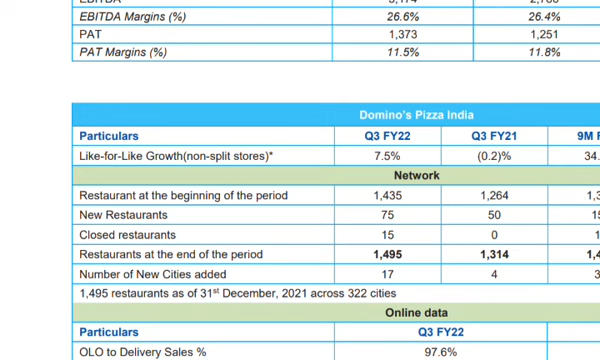 EBITDA Margins (%) 26.6% 26.4%
PAT 1,373 1,251
PAT Margins (%) 11.5% 11.8%
Domino's Pizza India
Particulars Q3 FY22 Q3 FY21 9M
Like-for-Like Growth(non-split stores)* 7.5% (0.2)% 34.
Network
Restaurant at the beginning of the period 1,435 1,264
New Restaurants 75 50
Closed restaurants 15 0
Restaurants at the end of the period 1,495 1,314
Number of New Cities added 17 4
1,495 restaurants as of 31st December, 2021 across 322 cities
Online data
Particulars Q3 FY22
OLO to Delivery Sales % 97.6%